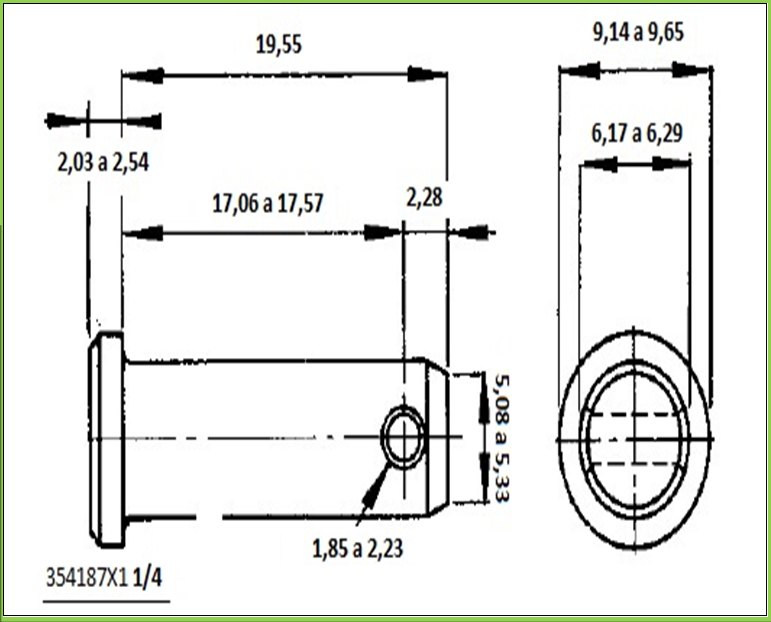 19,55
9,14 a 9,65
6,17 a 6,29
2,03 a 2,54
17,06 a 17,57
2,28
5,08 a 5,33
1,85 a 2,23
354187X1 1/4